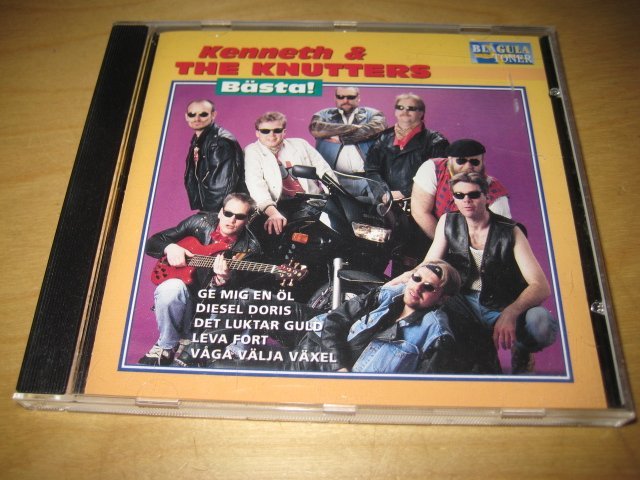 Kenneth &
THE KNUTTERS
Bästa!
BLÅGULA
TONER
GE MIG EN ÖL
DIESEL DORIS
DET LUKTAR GULD
LEVA FORT
VÅGA VÄLJA VÄXEL